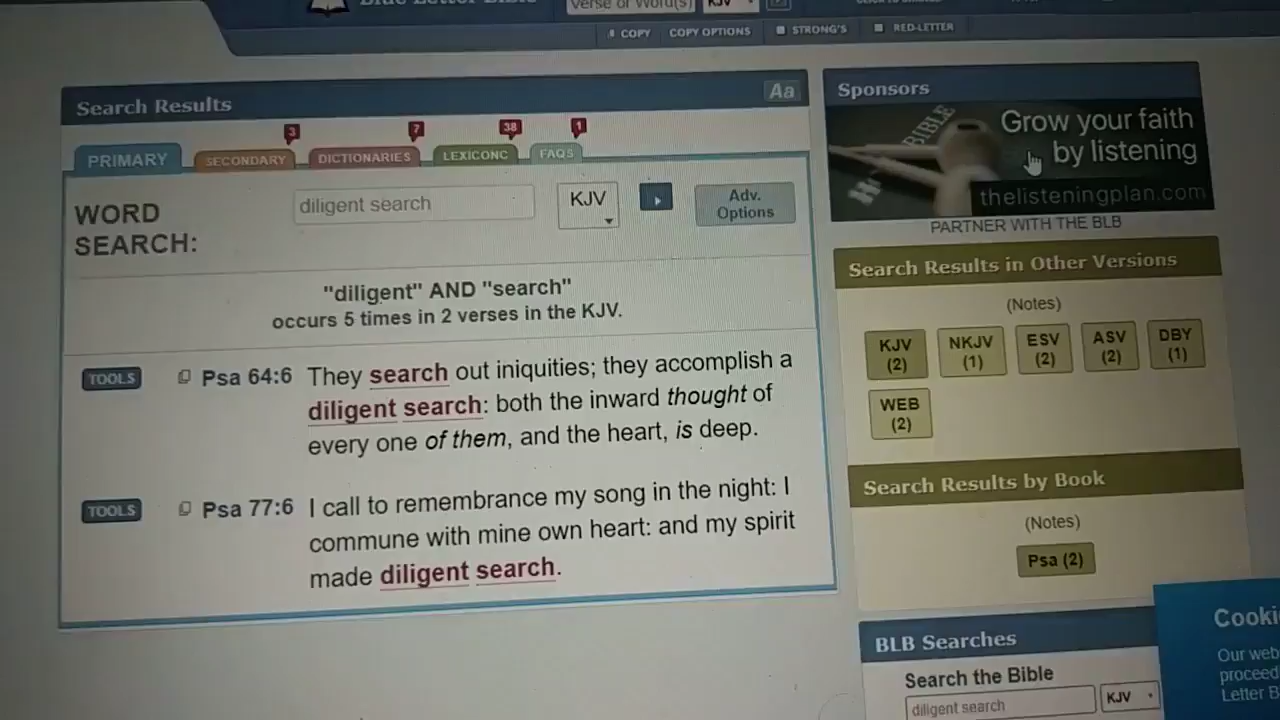 Blue Letter Bible
Verse or Word(s)
KJV
COPY
COPY OPTIONS
STRONG'S
RED-LETTER
Search Results
Aa
3
7
38
1
PRIMARY
SECONDARY
DICTIONARIES
LEXICONC
FAQS
WORD
SEARCH:
diligent search
KJV
Adv.
Options
"diligent" AND "search"
occurs 5 times in 2 verses in the KJV.
TOOLS
Psa 64:6
They search out iniquities; they accomplish a
diligent search: both the inward thought of
every one of them, and the heart, is deep.
TOOLS
Psa 77:6
I call to remembrance my song in the night: I
commune with mine own heart: and my spirit
made diligent search.
Sponsors
BIBLE
Grow your faith
by listening
thelisteningplan.com
PARTNER WITH THE BLB
Search Results in Other Versions
(Notes)
KJV
(2)
NKJV
(1)
ESV
(2)
ASV
(2)
DBY
(1)
WEB
(2)
Search Results by Book
(Notes)
Psa (2)
BLB Searches
Search the Bible
diligent search
KJV
Cooki
Our web
proceed
Letter B